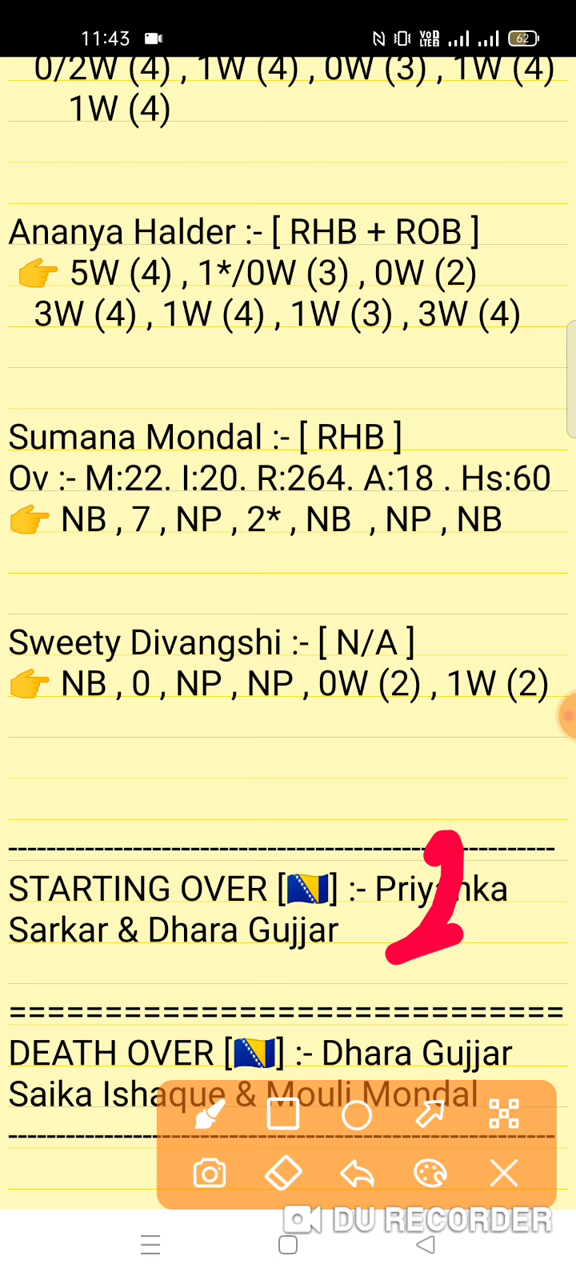 11:43
VoD LTE2
62
0/2W (4) , 1W (4) , 0W (3) , 1W (4)
1W (4)
Ananya Halder :- [ RHB + ROB ]
👉 5W (4) , 1*/0W (3) , 0W (2)
3W (4) , 1W (4) , 1W (3) , 3W (4)
Sumana Mondal :- [ RHB ]
Ov :- M:22. I:20. R:264. A:18 . Hs:60
👉 NB , 7 , NP , 2* , NB , NP , NB
Sweety Divangshi :- [ N/A ]
👉 NB , 0 , NP , NP , 0W (2) , 1W (2)
--------------------------------------------------------
STARTING OVER [🇧🇦] :- Priyanka
Sarkar & Dhara Gujjar
============================
DEATH OVER [🇧🇦] :- Dhara Gujjar
Saika Ishaque & Mouli Mondal
--------------------------------------------------------
DU RECORDER